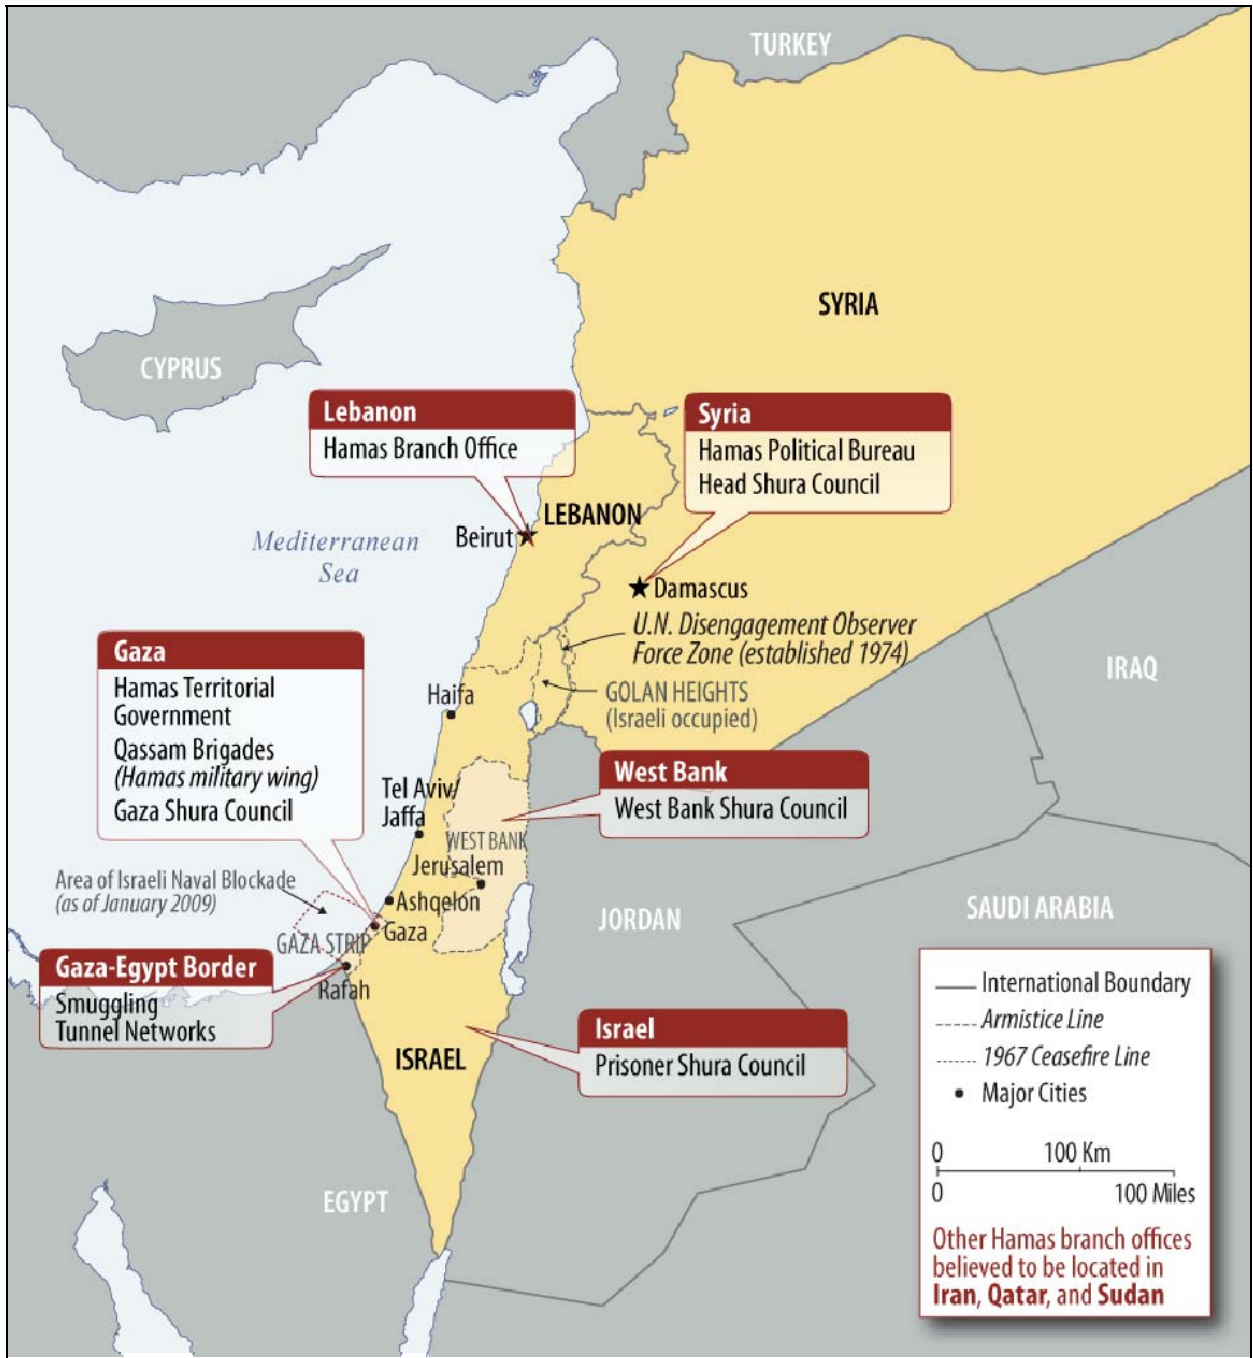 TURKEY
SYRIA
CYPRUS
Lebanon
Hamas Branch Office
Syria
Hamas Political Bureau
Head Shura Council
LEBANON
Beirut
Mediterranean
Sea
Damascus
U.N. Disengagement Observer
Force Zone (established 1974)
GOLAN HEIGHTS
(Israeli occupied)
IRAQ
Gaza
Hamas Territorial
Government
Qassam Brigades
(Hamas military wing)
Gaza Shura Council
Haifa
West Bank
West Bank Shura Council
Tel Aviv/
Jaffa
WEST BANK
Jerusalem
Area of Israeli Naval Blockade
(as of January 2009)
Ashqelon
Gaza
GAZA STRIP
JORDAN
SAUDI ARABIA
Gaza-Egypt Border
Smuggling
Tunnel Networks
Rafah
ISRAEL
Israel
Prisoner Shura Council
EGYPT
International Boundary
Armistice Line
1967 Ceasefire Line
Major Cities
0 100 Km
0 100 Miles
Other Hamas branch offices
believed to be located in
Iran, Qatar, and Sudan